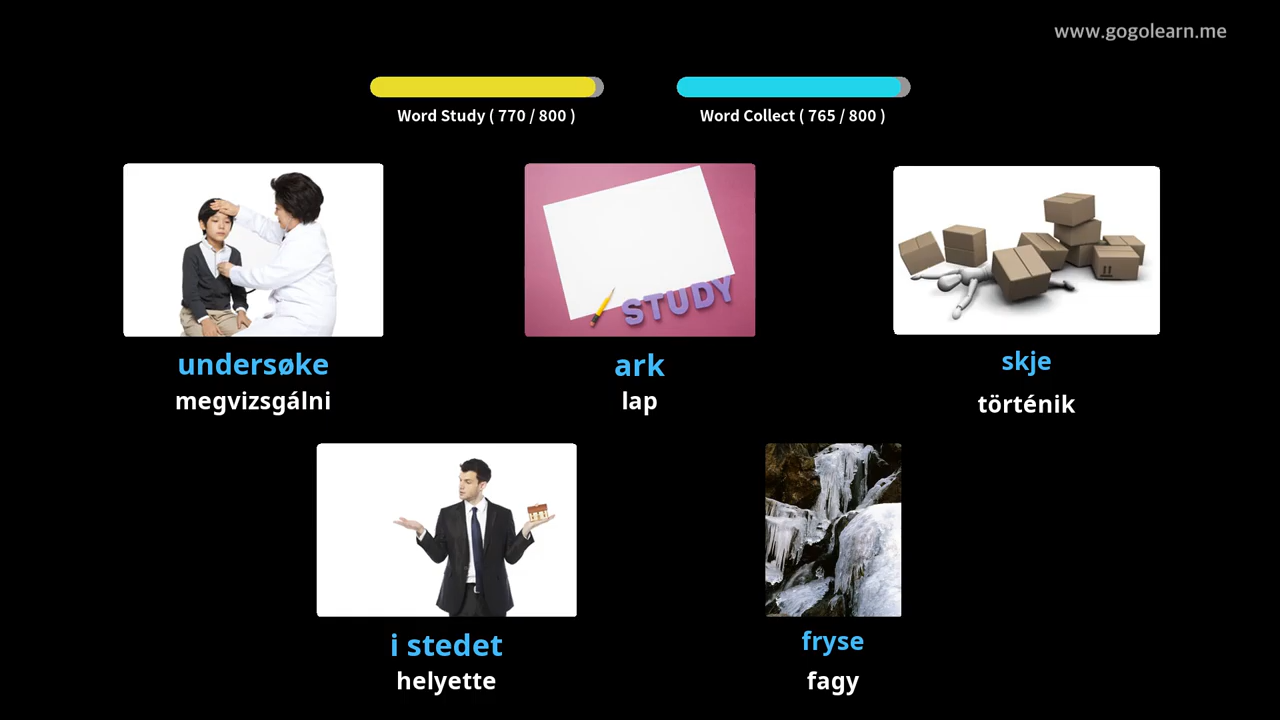 www.gogolearn.me
Word Study ( 770 / 800 )
Word Collect ( 765 / 800 )
STUDY
undersøke
megvizsgálni
ark
lap
skje
történik
i stedet
helyette
fryse
fagy